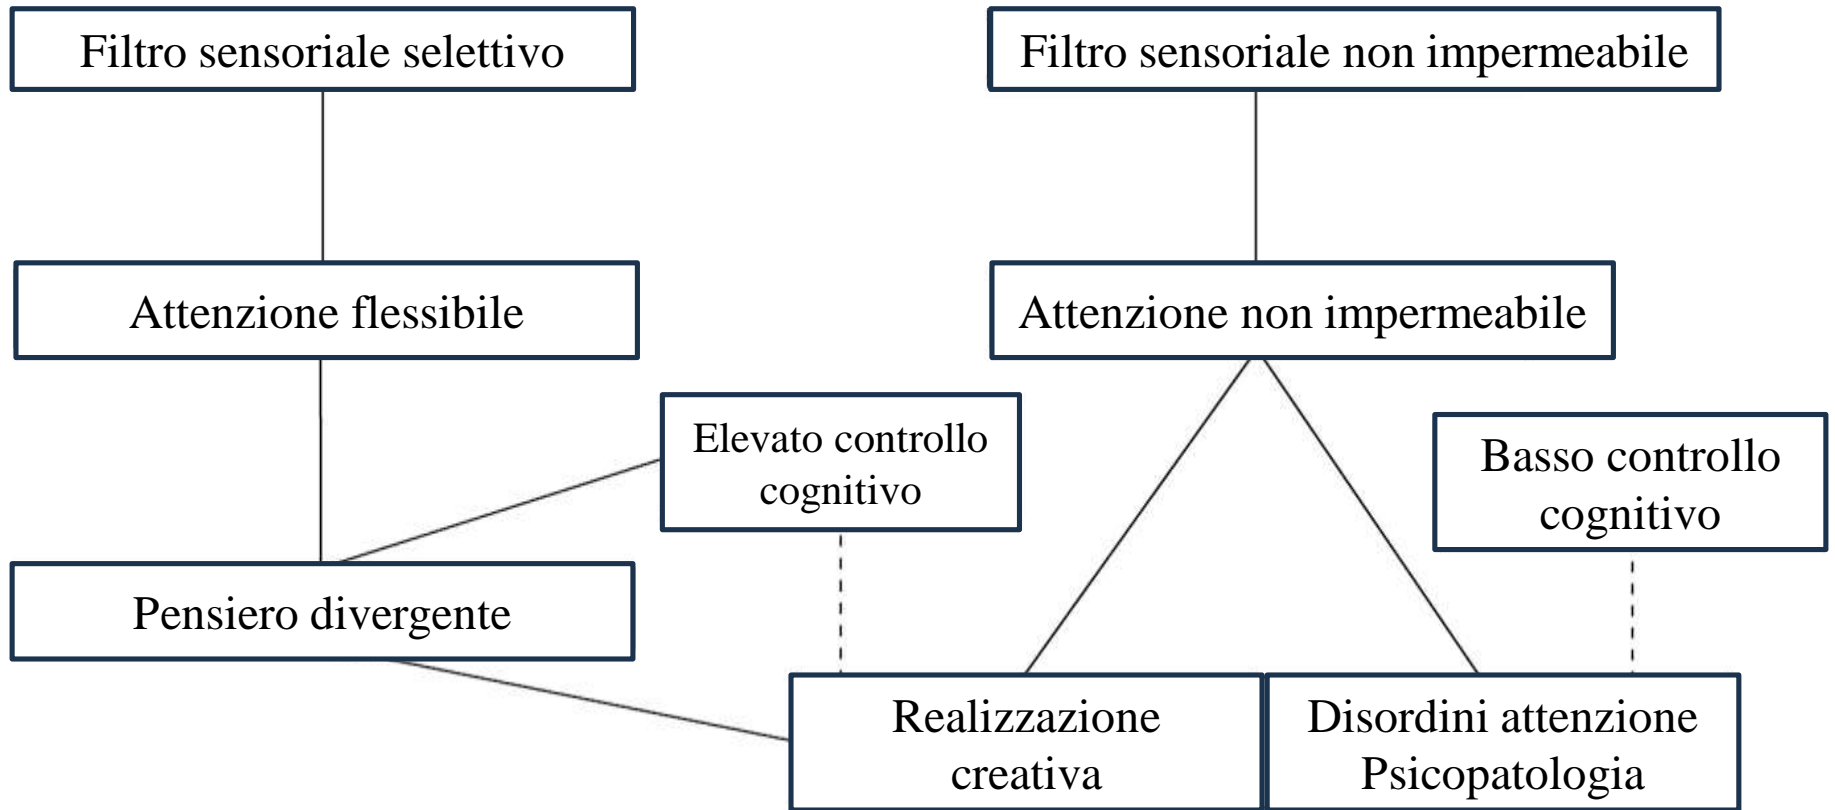 Filtro sensoriale selettivo
Filtro sensoriale non impermeabile
Attenzione flessibile
Attenzione non impermeabile
Elevato controllo
cognitivo
Basso controllo
cognitivo
Pensiero divergente
Realizzazione
creativa
Disordini attenzione
Psicopatologia